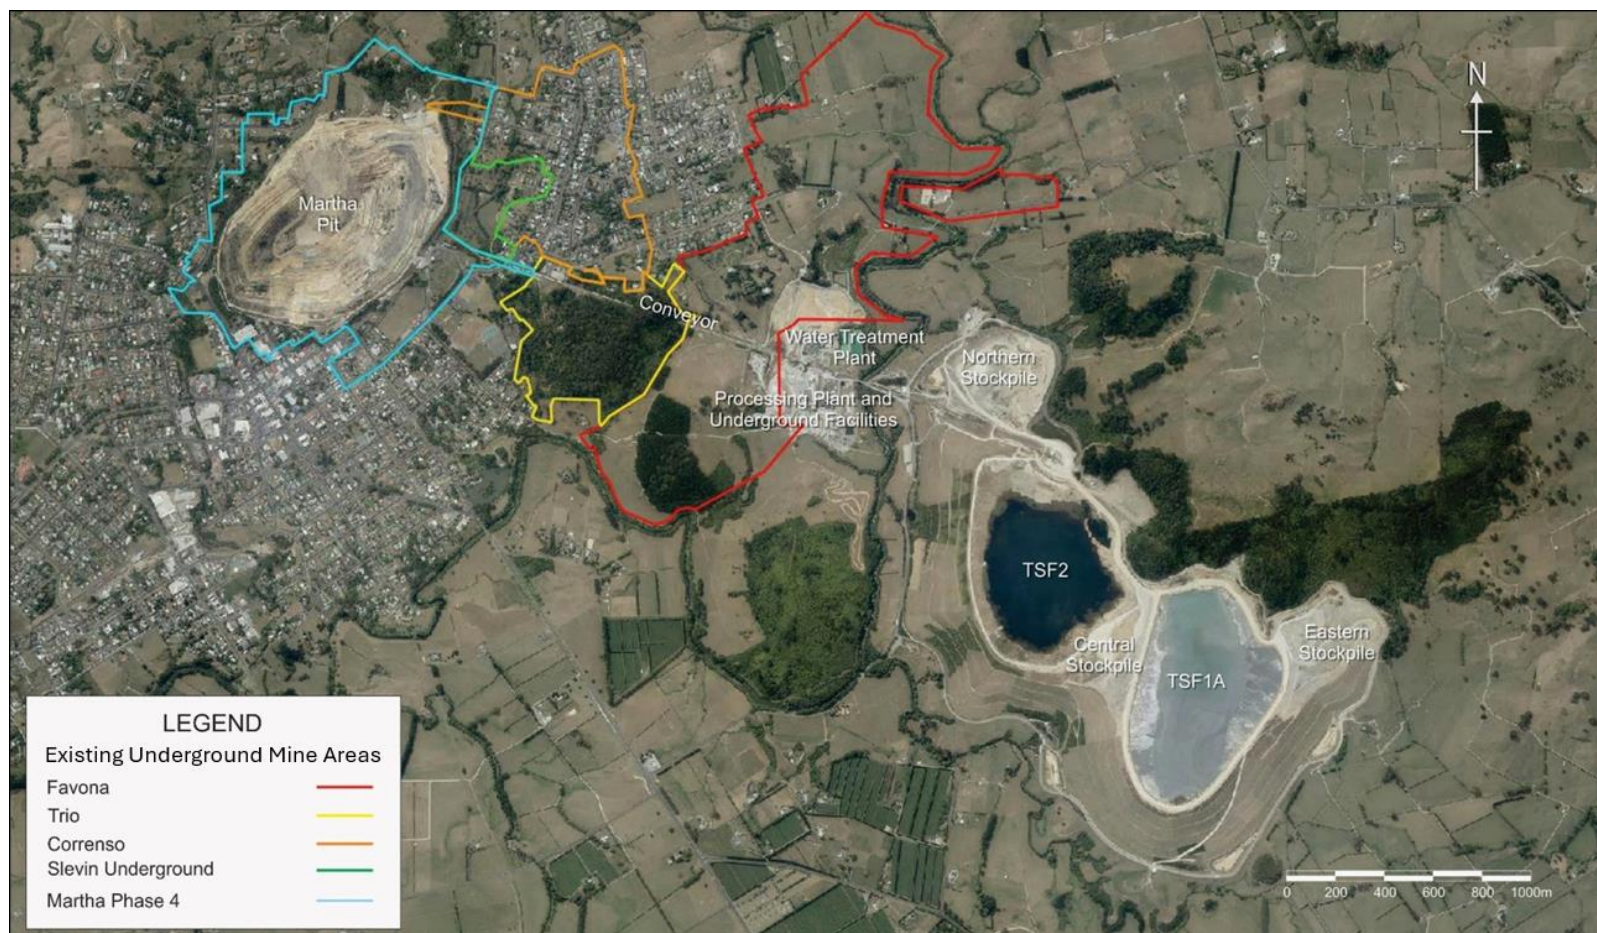 N
Martha
Pit
Conveyor
Water Treatment
Plant
Northern
Stockpile
Processing Plant and
Underground Facilities
TSF2
Central
Stockpile
TSF1A
Eastern
Stockpile
LEGEND
Existing Underground Mine Areas
Favona
Trio
Correnso
Slevin Underground
Martha Phase 4
0 200 400 600 800 1000m